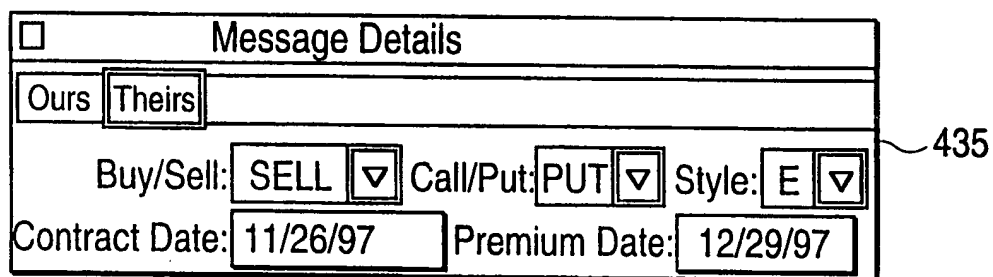 Message Details
Ours Theirs
435
Buy/Sell: SELL Call/Put: PUT Style: E
Contract Date: 11/26/97 Premium Date: 12/29/97